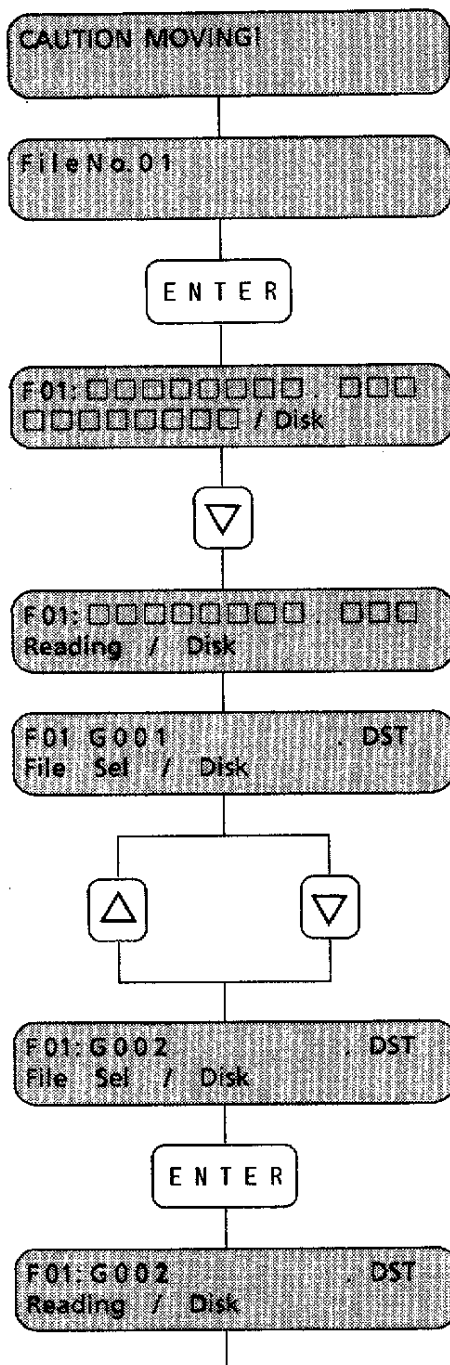 CAUTION MOVING!
FileNo.01
ENTER
F01:□□□□□□□□. □□□
□□□□□□□□ / Disk
▽
F01:□□□□□□□□. □□□
Reading / Disk
F01 G001 . DST
File Sel / Disk
△ ▽
F01:G002 . DST
File Sel / Disk
ENTER
F01:G002 . DST
Reading / Disk